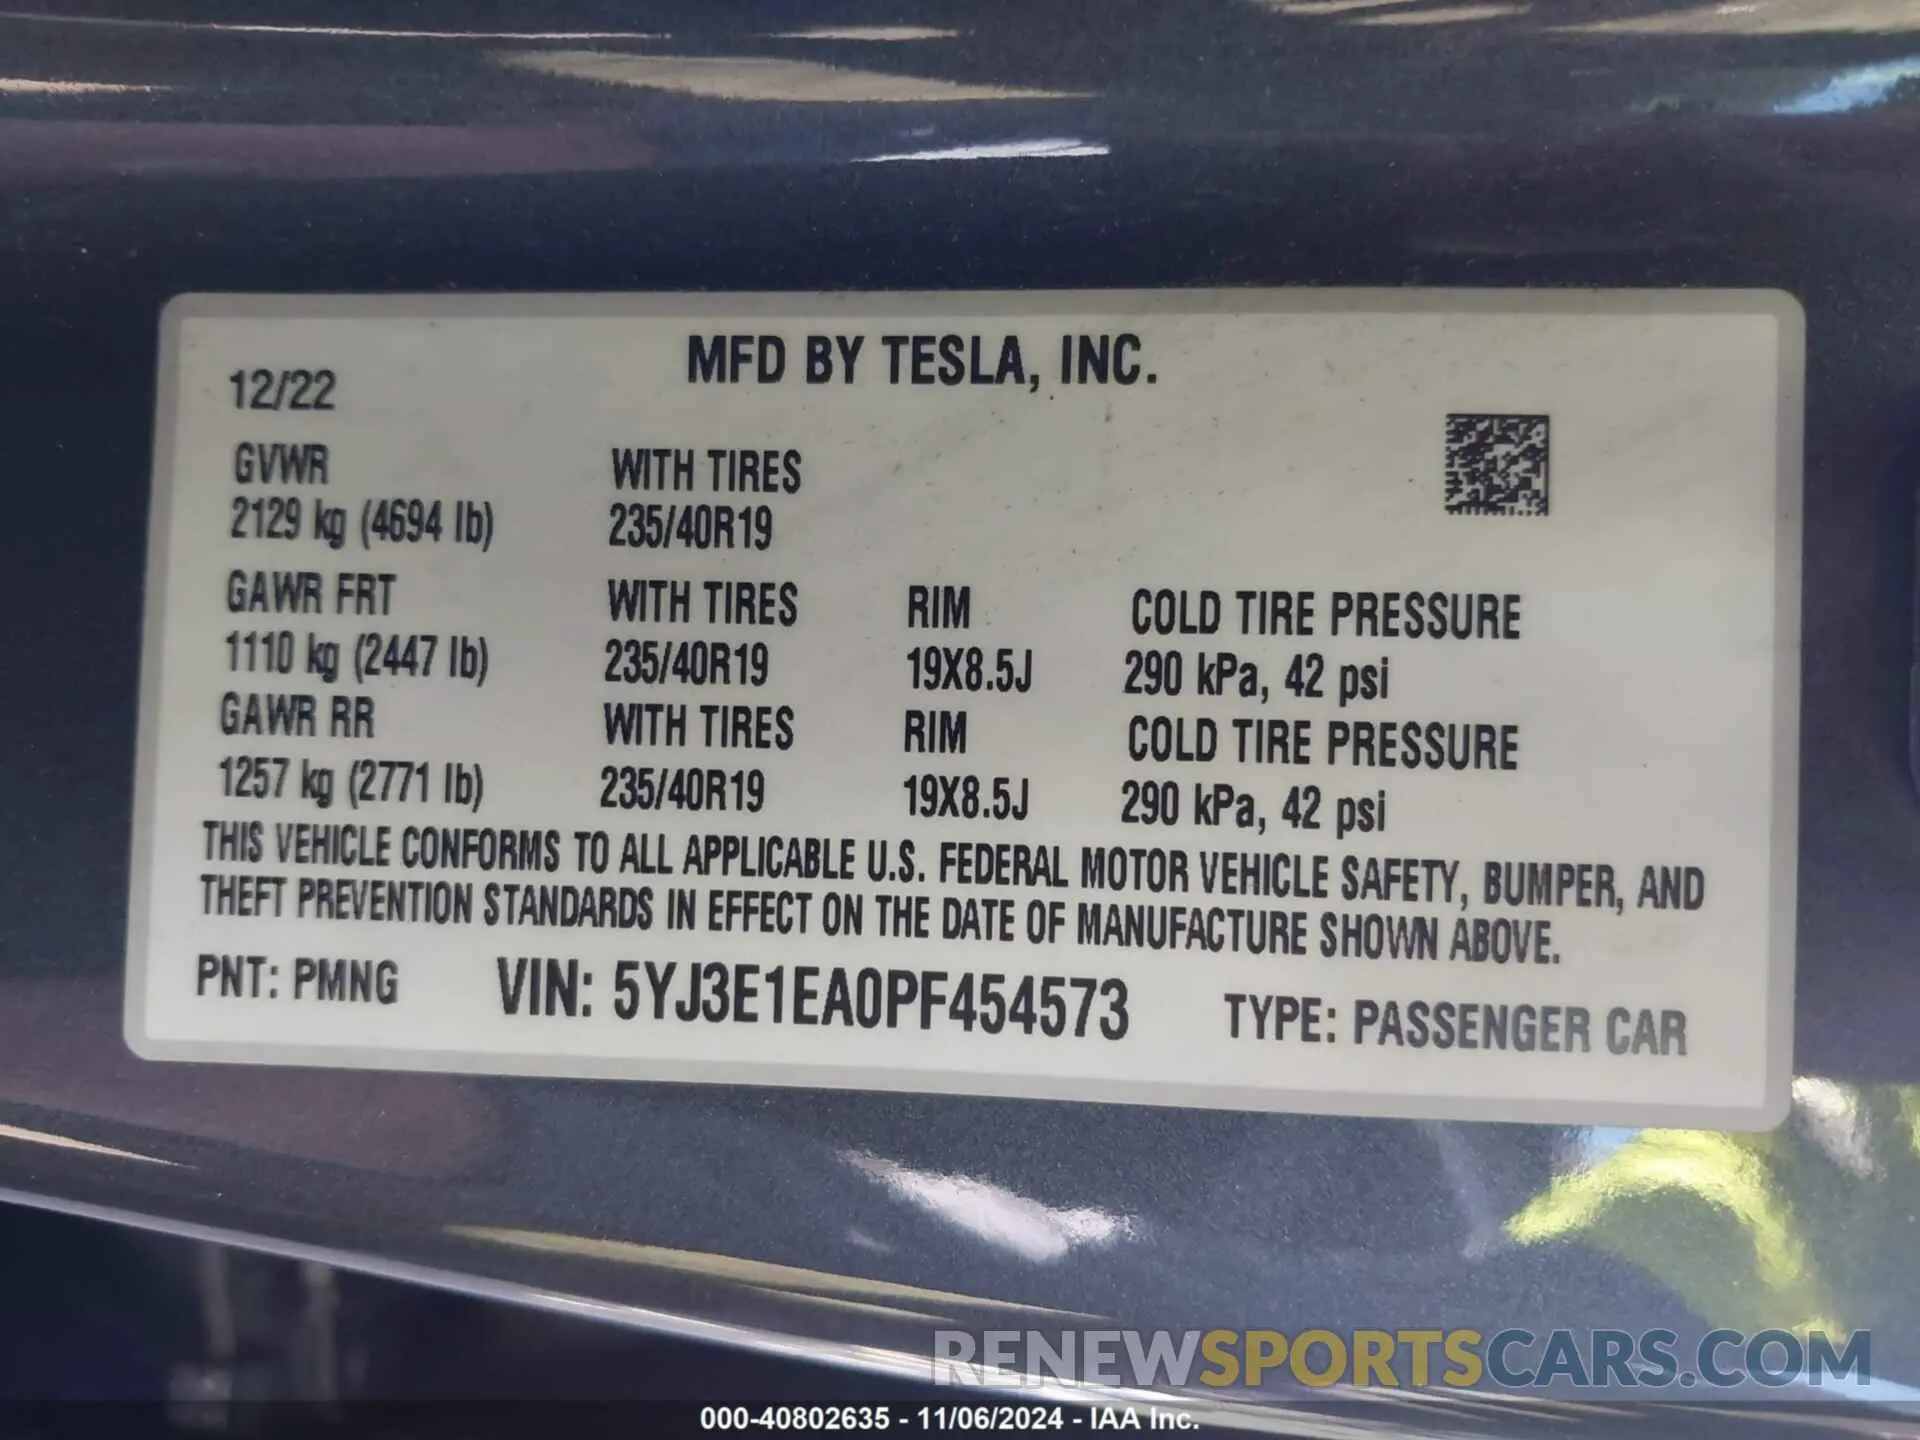 MFD BY TESLA, INC.
12/22
GVWR WITH TIRES
2129 kg (4694 lb) 235/40R19
GAWR FRT WITH TIRES RIM COLD TIRE PRESSURE
1110 kg (2447 lb) 235/40R19 19X8.5J 290 kPa, 42 psi
GAWR RR WITH TIRES RIM COLD TIRE PRESSURE
1257 kg (2771 lb) 235/40R19 19X8.5J 290 kPa, 42 psi
THIS VEHICLE CONFORMS TO ALL APPLICABLE U.S. FEDERAL MOTOR VEHICLE SAFETY, BUMPER, AND
THEFT PREVENTION STANDARDS IN EFFECT ON THE DATE OF MANUFACTURE SHOWN ABOVE.
PNT: PMNG VIN: 5YJ3E1EA0PF454573 TYPE: PASSENGER CAR
RENEWSPORTSCARS.COM
000-40802635 - 11/06/2024 - IAA Inc.